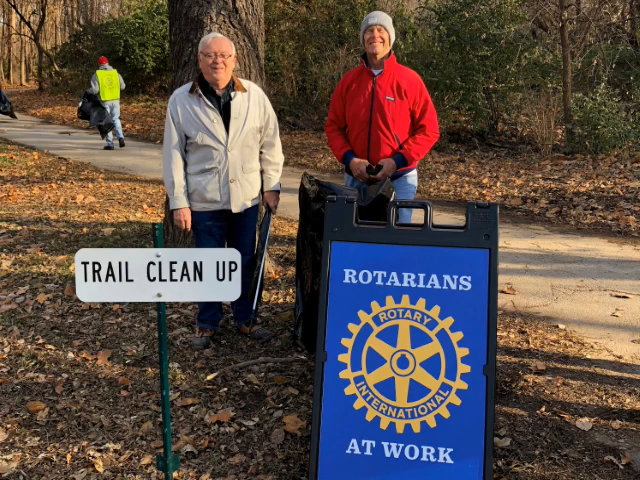 TRAIL CLEAN UP
ROTARIANS
ROTARY
INTERNATIONAL
AT WORK